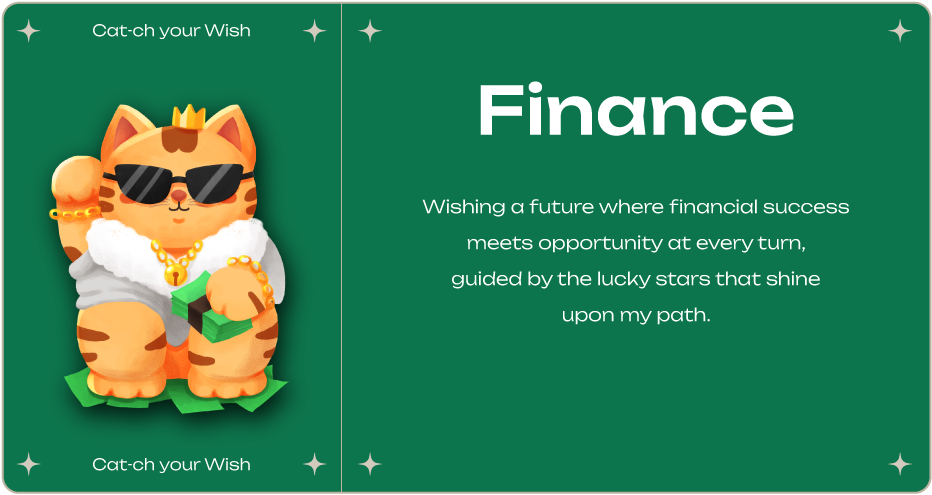 Cat-ch your Wish
Finance
Wishing a future where financial success
meets opportunity at every turn,
guided by the lucky stars that shine
upon my path.
Cat-ch your Wish